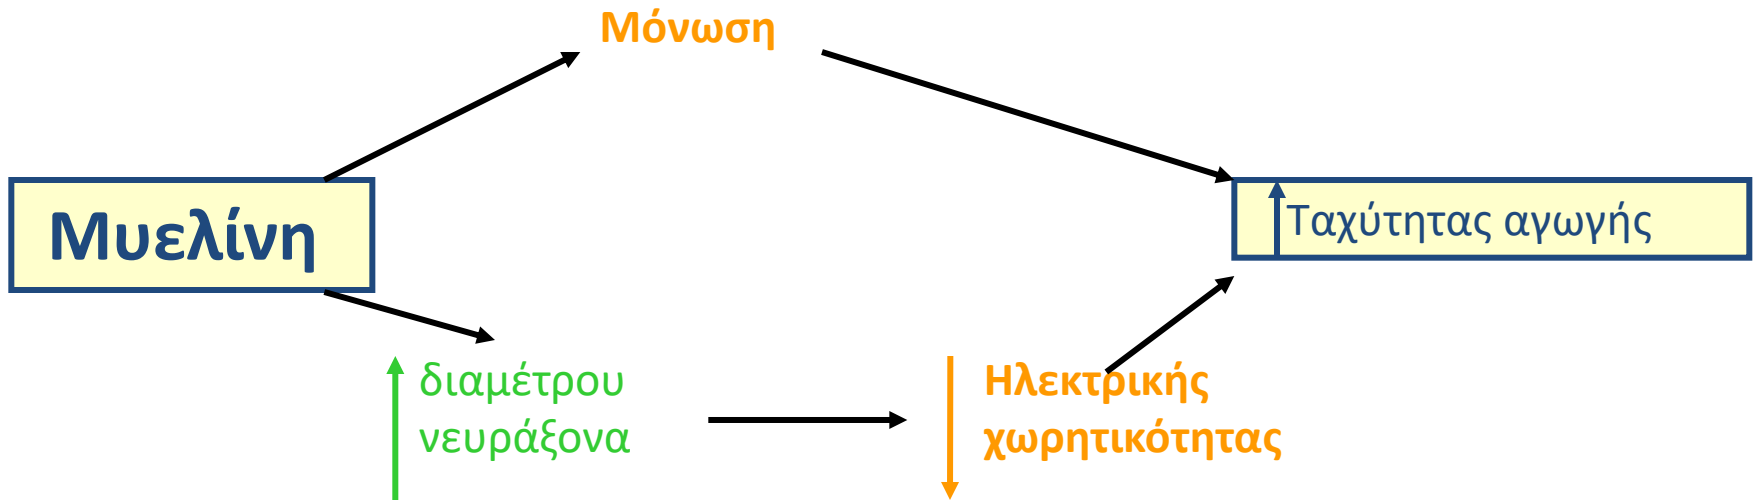 Μόνωση
Μυελίνη
Ταχύτητας αγωγής
διαμέτρου
νευράξονα
Ηλεκτρικής
χωρητικότητας